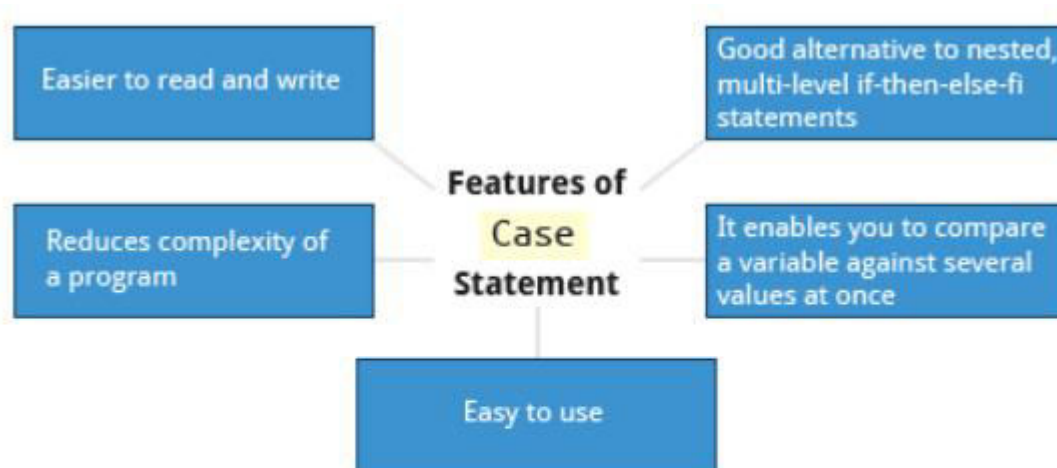 Easier to read and write
Good alternative to nested,
multi-level if-then-else-fi
statements
Features of
Case
Statement
Reduces complexity of
a program
It enables you to compare
a variable against several
values at once
Easy to use